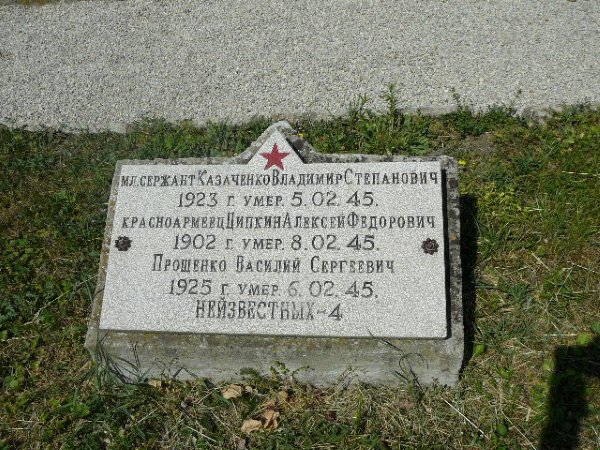 МЛ.СЕРЖАНТ КАЗАЧЕНКО ВЛАДИМИР СТЕПАНОВИЧ
1923 Г. УМЕР. 5.02.45.
КРАСНОАРМЕЕЦ ЦИПКИН АЛЕКСЕЙ ФЕДОРОВИЧ
1902 Г. УМЕР. 8.02.45.
ПРОШЕНКО ВАСИЛИЙ СЕРГЕЕВИЧ
1925 Г. УМЕР. 6.02.45.
НЕИЗВЕСТНЫХ-4